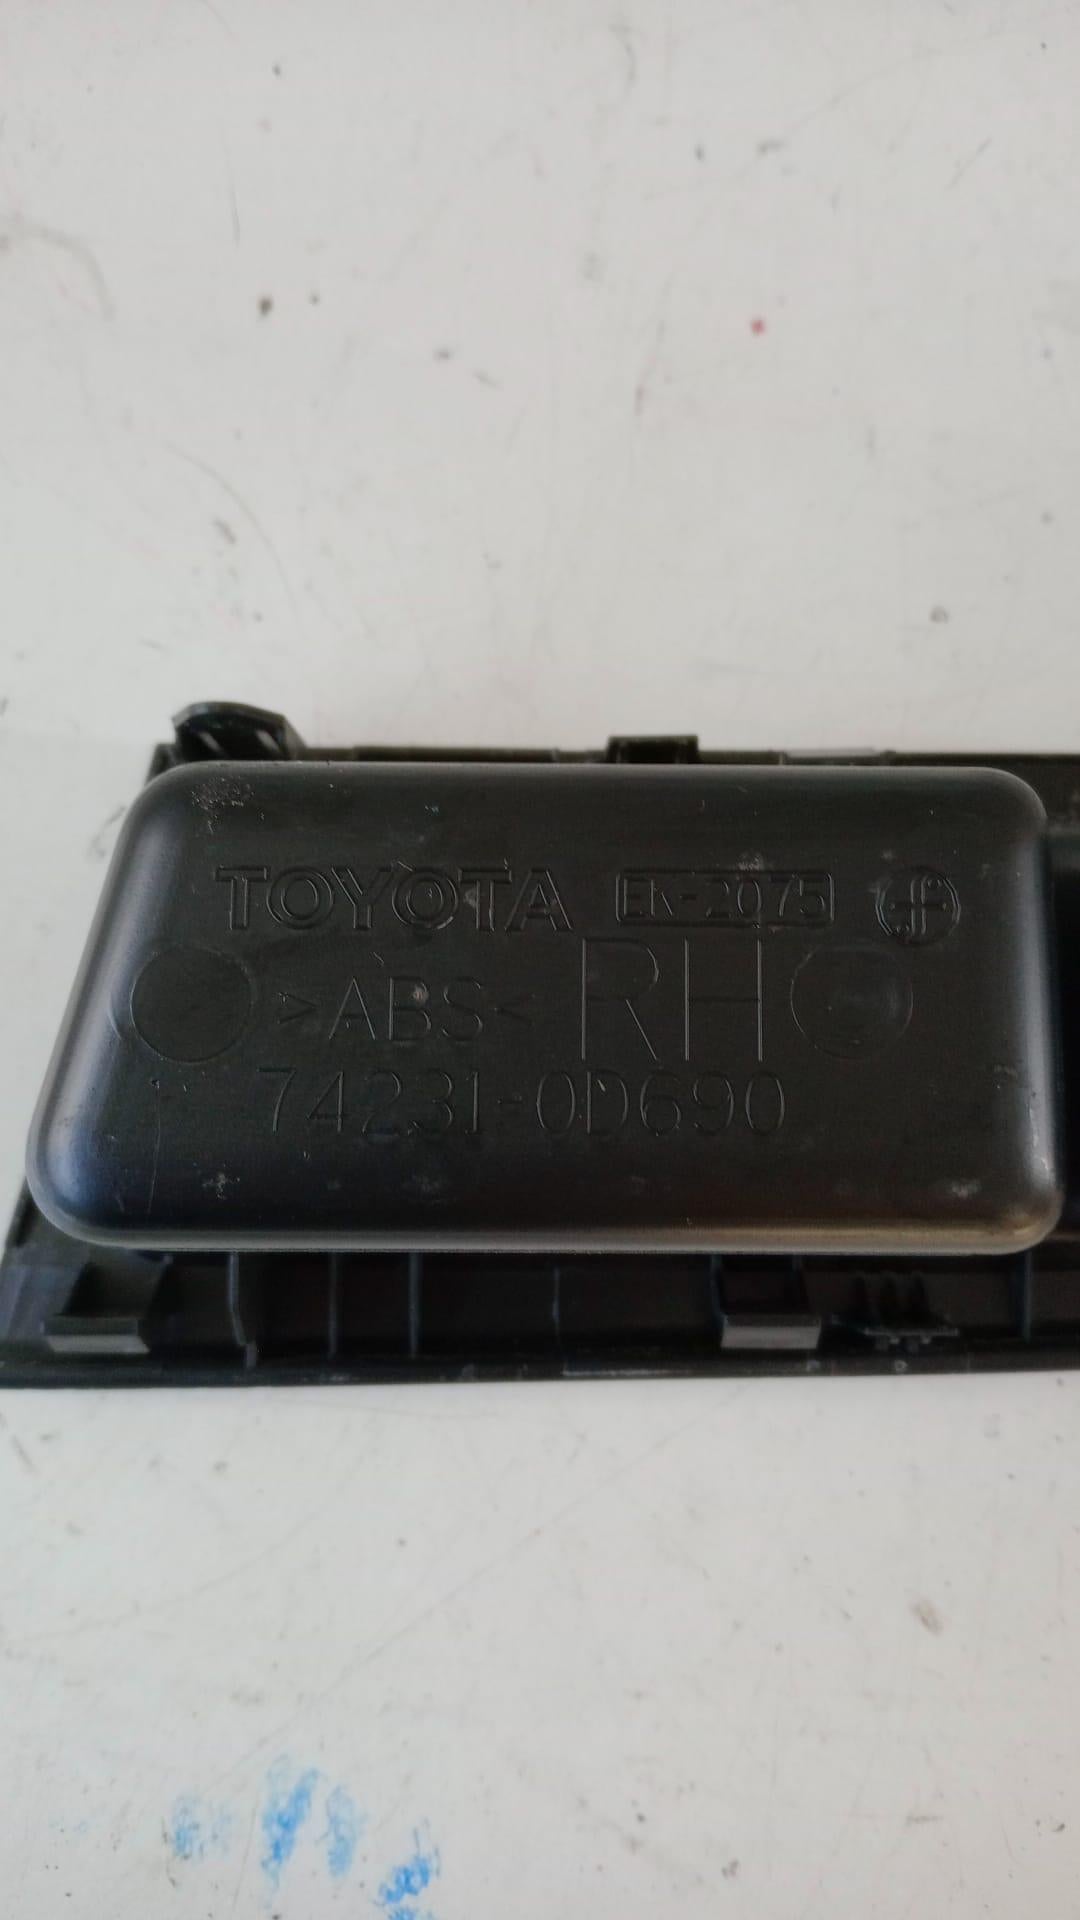 TOYOTA EK-2075
>ABS< RH
74231-0D690